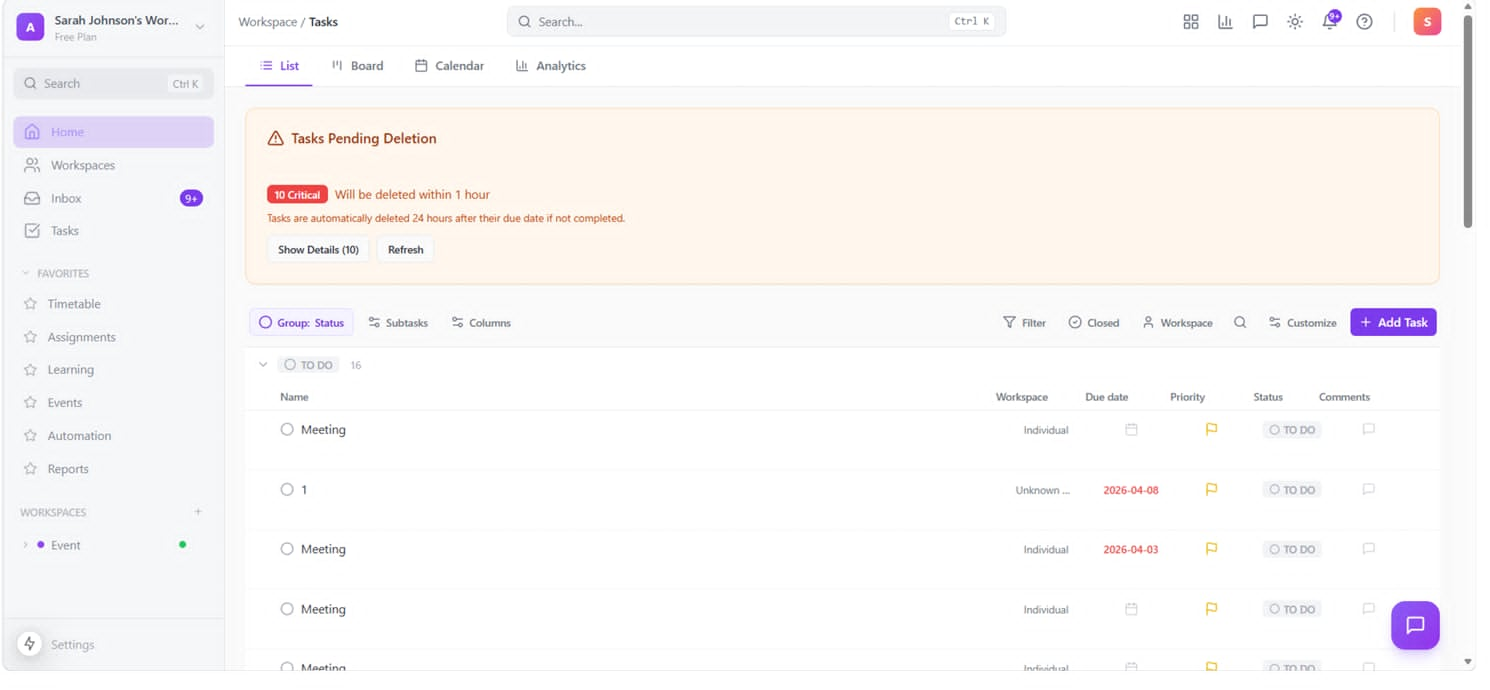 A
Sarah Johnson's Wor...
Free Plan
Search Ctrl K
Home
Workspaces
Inbox 9+
Tasks
FAVORITES
Timetable
Assignments
Learning
Events
Automation
Reports
WORKSPACES +
Event
Settings
Workspace / Tasks
Search... Ctrl K
9+
S
List Board Calendar Analytics
Tasks Pending Deletion
10 Critical Will be deleted within 1 hour
Tasks are automatically deleted 24 hours after their due date if not completed.
Show Details (10) Refresh
Group: Status Subtasks Columns Filter Closed Workspace Customize + Add Task
TO DO 16
Name Workspace Due date Priority Status Comments
Meeting Individual TO DO
1 Unknown ... 2026-04-08 TO DO
Meeting Individual 2026-04-03 TO DO
Meeting Individual TO DO
Meeting Individual TO DO